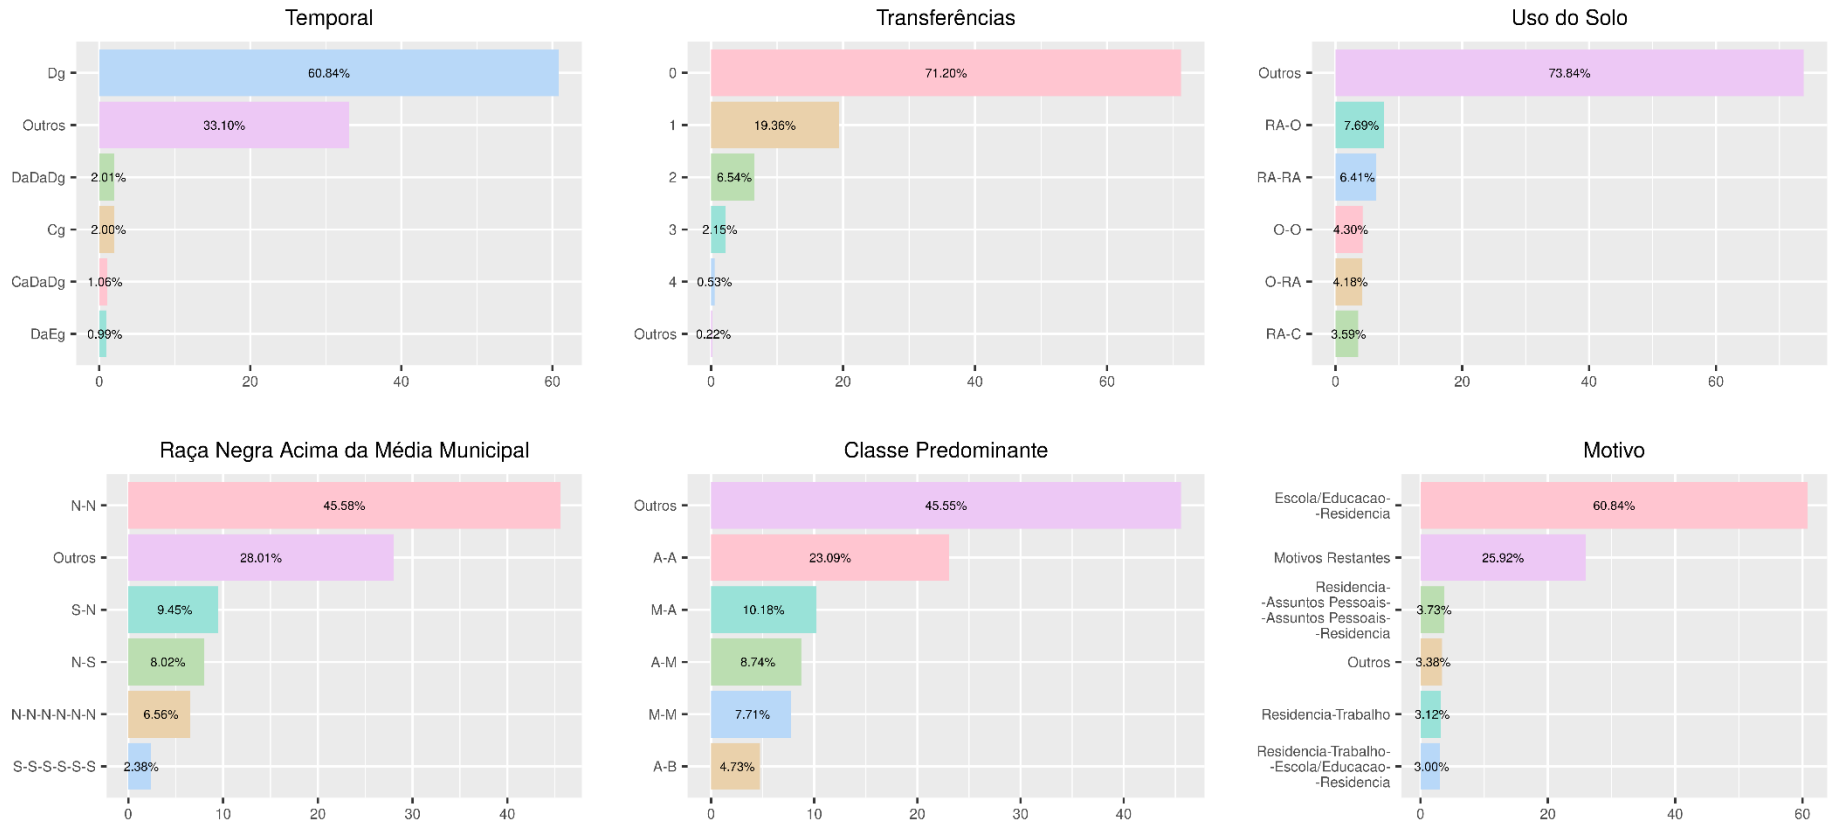 Temporal
Dg
60.84%
Outros
33.10%
DaDaDg
2.01%
Cg
2.00%
CaDaDg
1.06%
DaEg
0.99%
0 20 40 60
Transferências
0
71.20%
1
19.36%
2
6.54%
3
2.15%
4
0.53%
Outros
0.22%
0 20 40 60
Uso do Solo
Outros
73.84%
RA-O
7.69%
RA-RA
6.41%
O-O
4.30%
O-RA
4.18%
RA-C
3.59%
0 20 40 60
Raça Negra Acima da Média Municipal
N-N
45.58%
Outros
28.01%
S-N
9.45%
N-S
8.02%
N-N-N-N-N-N
6.56%
S-S-S-S-S-S
2.38%
0 10 20 30 40
Classe Predominante
Outros
45.55%
A-A
23.09%
M-A
10.18%
A-M
8.74%
M-M
7.71%
A-B
4.73%
0 10 20 30 40
Motivo
Escola/Educacao-
-Residencia
60.84%
Motivos Restantes
25.92%
Residencia-
-Assuntos Pessoais-
-Assuntos Pessoais-
-Residencia
3.73%
Outros
3.38%
Residencia-Trabalho
3.12%
Residencia-Trabalho-
-Escola/Educacao-
-Residencia
3.00%
0 20 40 60